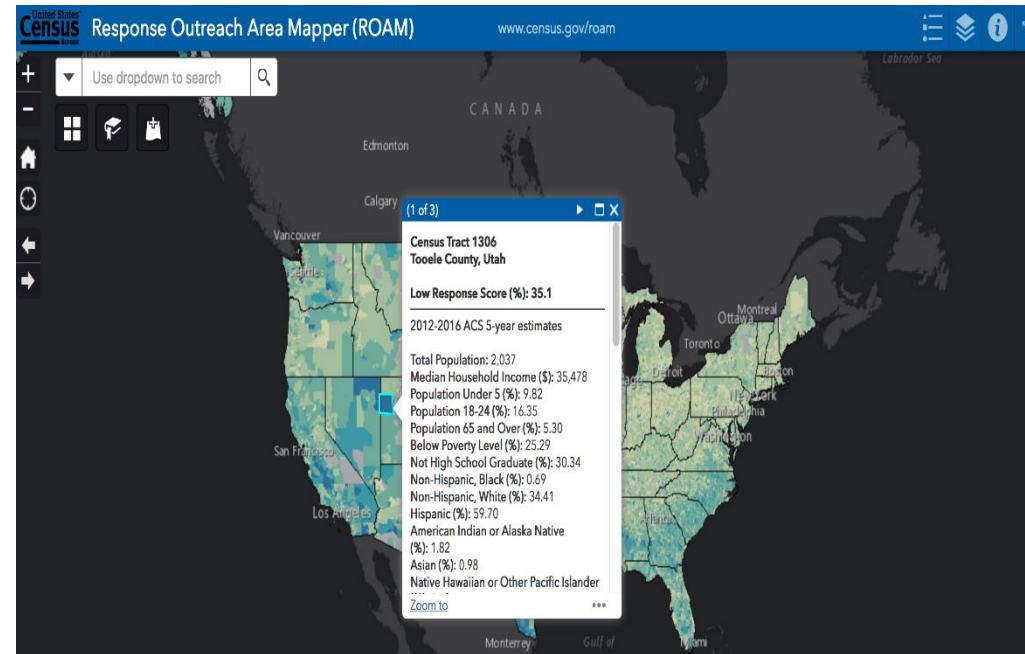 United States®
Census
Bureau
Response Outreach Area Mapper (ROAM)
www.census.gov/roam
Use dropdown to search
Labrador Sea
CANADA
Edmonton
Calgary
Vancouver
Seattle
San Francisco
Los Angeles
(1 of 3)
Census Tract 1306
Tooele County, Utah
Low Response Score (%): 35.1
2012-2016 ACS 5-year estimates
Total Population: 2,037
Median Household Income ($): 35,478
Population Under 5 (%): 9.82
Population 18-24 (%): 16.35
Population 65 and Over (%): 5.30
Below Poverty Level (%): 25.29
Not High School Graduate (%): 30.34
Non-Hispanic, Black (%): 0.69
Non-Hispanic, White (%): 34.41
Hispanic (%): 59.70
American Indian or Alaska Native
(%): 1.82
Asian (%): 0.98
Native Hawaiian or Other Pacific Islander
Zoom to
Montreal
Ottawa
Toronto
Detroit
Boston
New York
Philadelphia
Washington
Atlanta
Monterrey
Gulf of
Miami